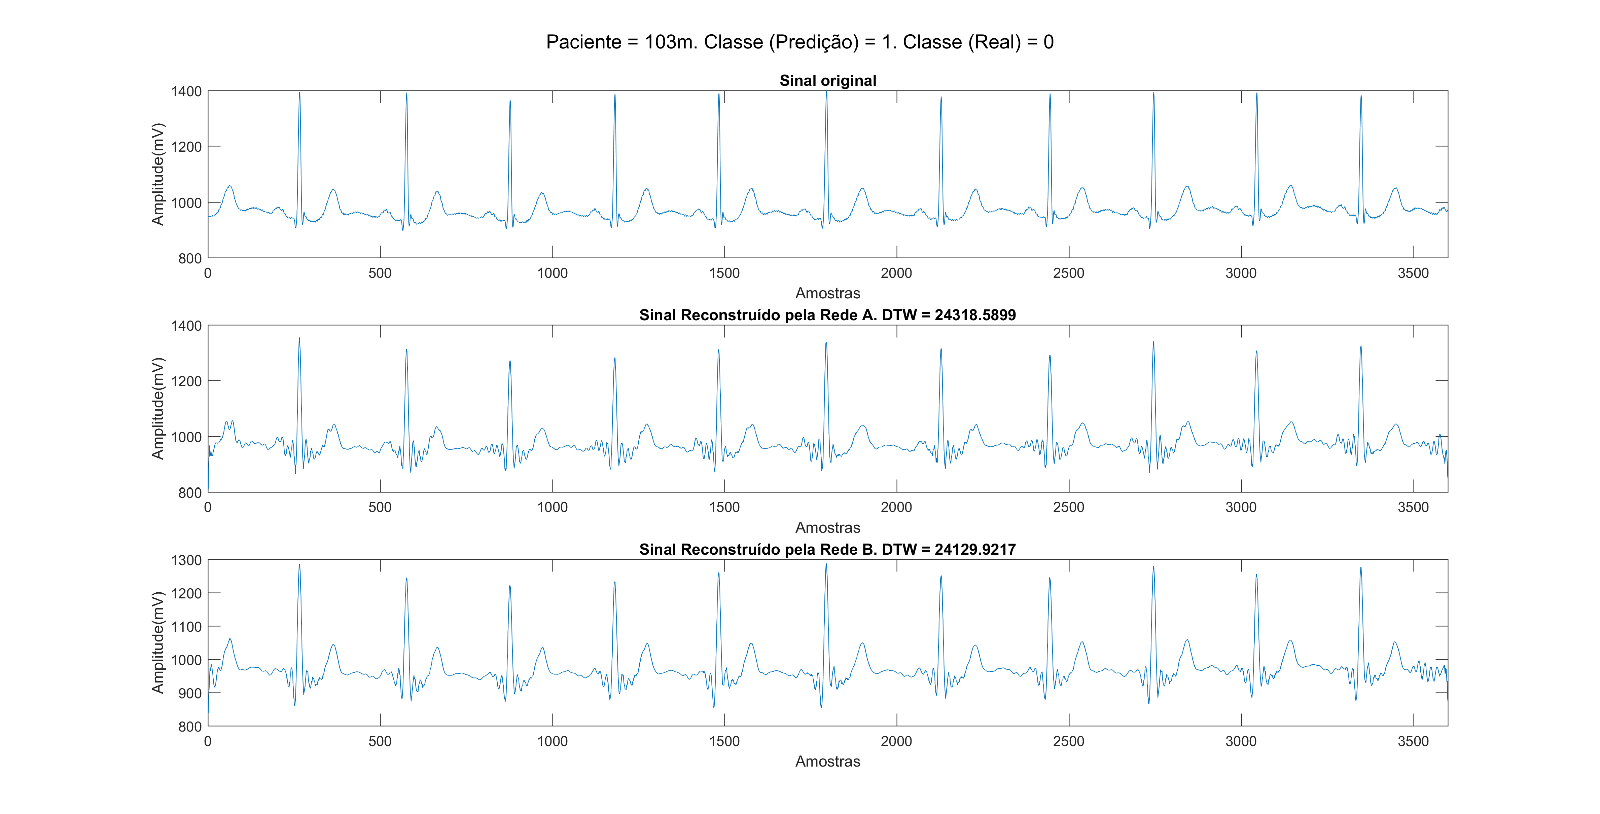 Paciente = 103m. Classe (Predição) = 1. Classe (Real) = 0
Sinal original
1400
1200
1000
800
Amplitude(mV)
0 500 1000 1500 2000 2500 3000 3500
Amostras
Sinal Reconstruído pela Rede A. DTW = 24318.5899
1400
1200
1000
800
Amplitude(mV)
0 500 1000 1500 2000 2500 3000 3500
Amostras
Sinal Reconstruído pela Rede B. DTW = 24129.9217
1300
1200
1100
1000
900
800
Amplitude(mV)
0 500 1000 1500 2000 2500 3000 3500
Amostras